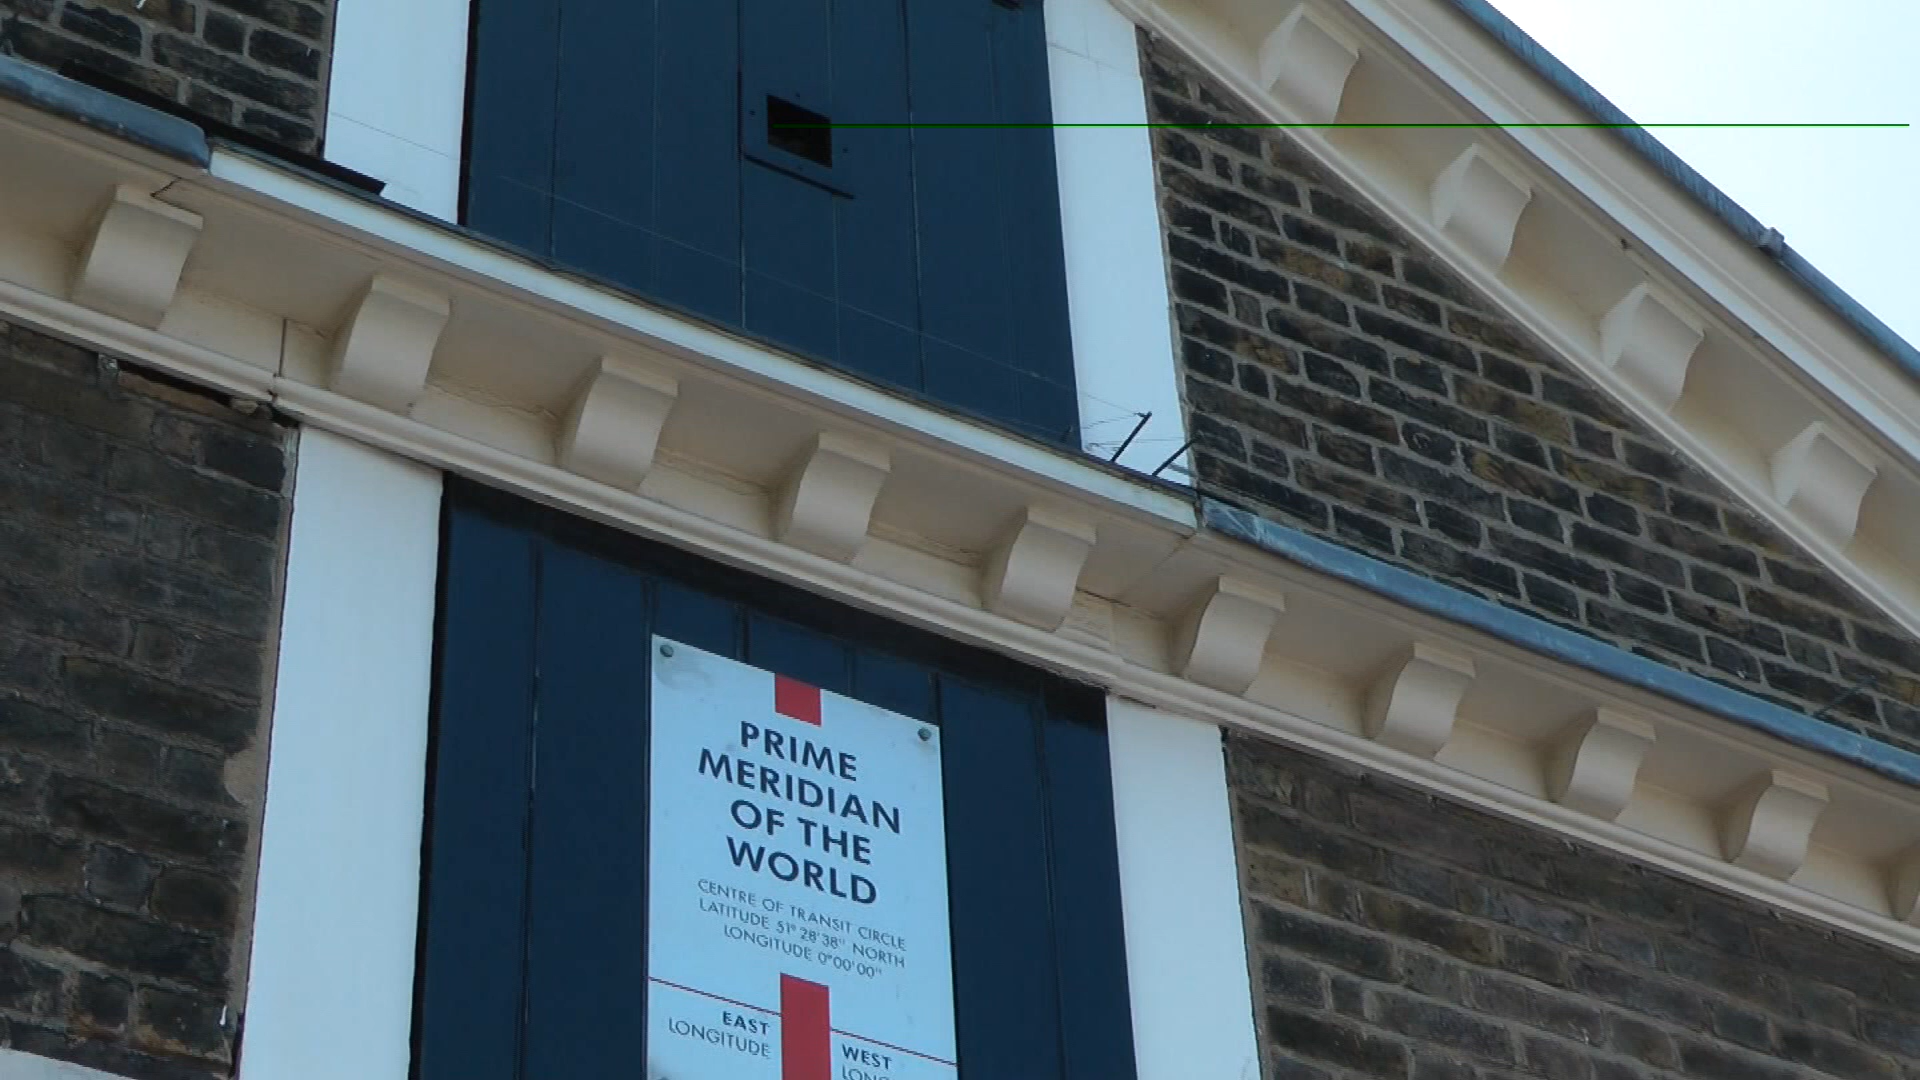 PRIME
MERIDIAN
OF THE
WORLD
CENTRE OF TRANSIT CIRCLE
LATITUDE 51° 28' 38'' NORTH
LONGITUDE 0° 00' 00''
EAST
LONGITUDE
WEST
LONG